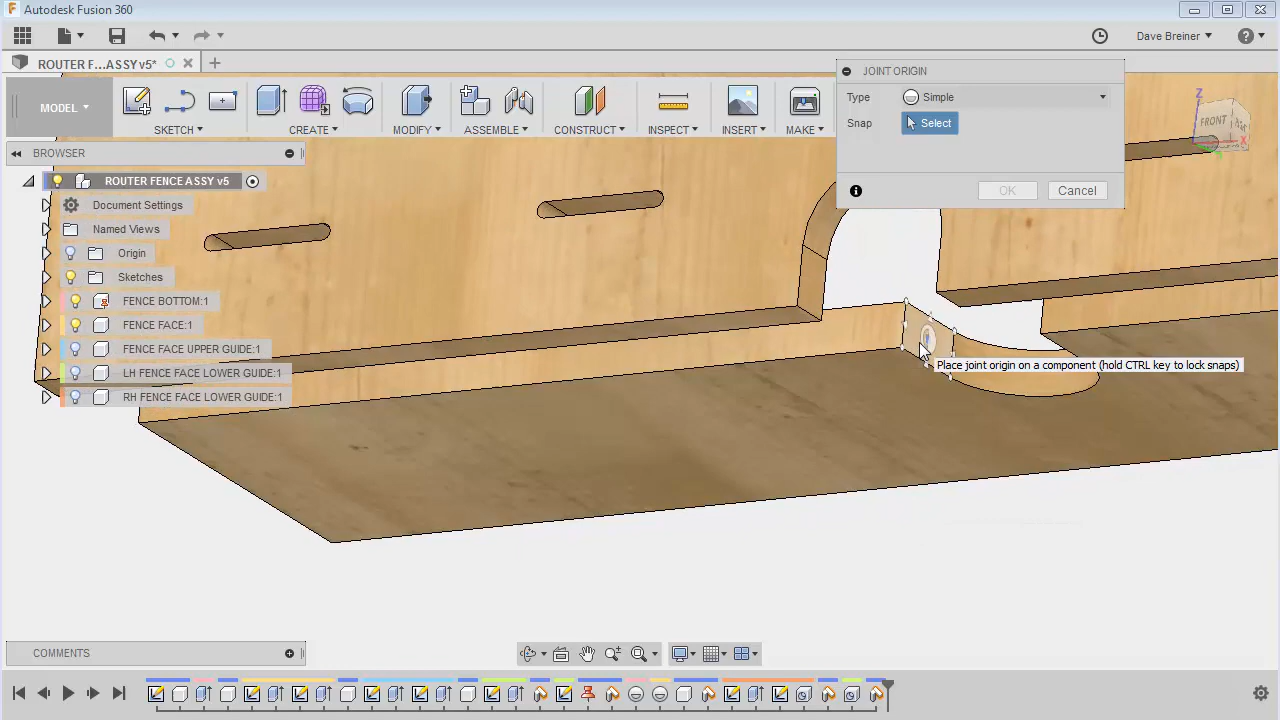 Autodesk Fusion 360
Dave Breiner
ROUTER F...ASSY v5*
MODEL
SKETCH
CREATE
MODIFY
ASSEMBLE
CONSTRUCT
INSPECT
INSERT
MAKE
JOINT ORIGIN
Type Simple
Snap Select
OK Cancel
Z
FRONT
X
BROWSER
ROUTER FENCE ASSY v5
Document Settings
Named Views
Origin
Sketches
FENCE BOTTOM:1
FENCE FACE:1
FENCE FACE UPPER GUIDE:1
LH FENCE FACE LOWER GUIDE:1
RH FENCE FACE LOWER GUIDE:1
Place joint origin on a component (hold CTRL key to lock snaps)
COMMENTS